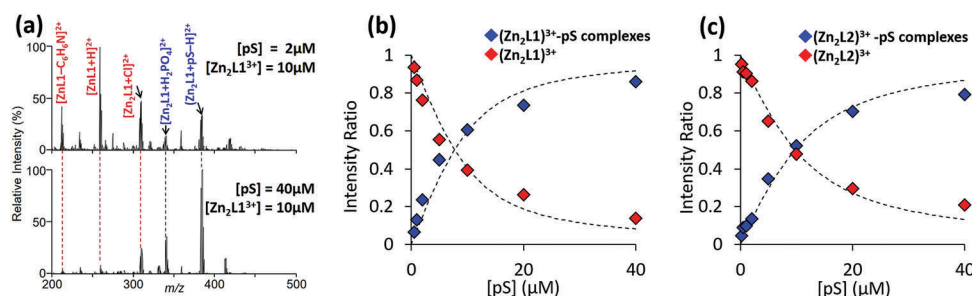 (a)
[ZnL1–C₆H₆N]²⁺
[ZnL1+H]²⁺
[Zn₂L1+Cl]²⁺
[Zn₂L1+H₂PO₄]²⁺
[Zn₂L1+pS–H]²⁺
[pS] = 2μM
[Zn₂L1³⁺] = 10μM
100
50
0
100
50
0
[pS] = 40μM
[Zn₂L1³⁺] = 10μM
Relative Intensity (%)
200 300 400 500
m/z
(b)
(Zn₂L1)³⁺-pS complexes
(Zn₂L1)³⁺
Intensity Ratio
1
0.8
0.6
0.4
0.2
0
0 20 40
[pS] (μM)
(c)
(Zn₂L2)³⁺ -pS complexes
(Zn₂L2)³⁺
Intensity Ratio
1
0.8
0.6
0.4
0.2
0
0 20 40
[pS] (μM)